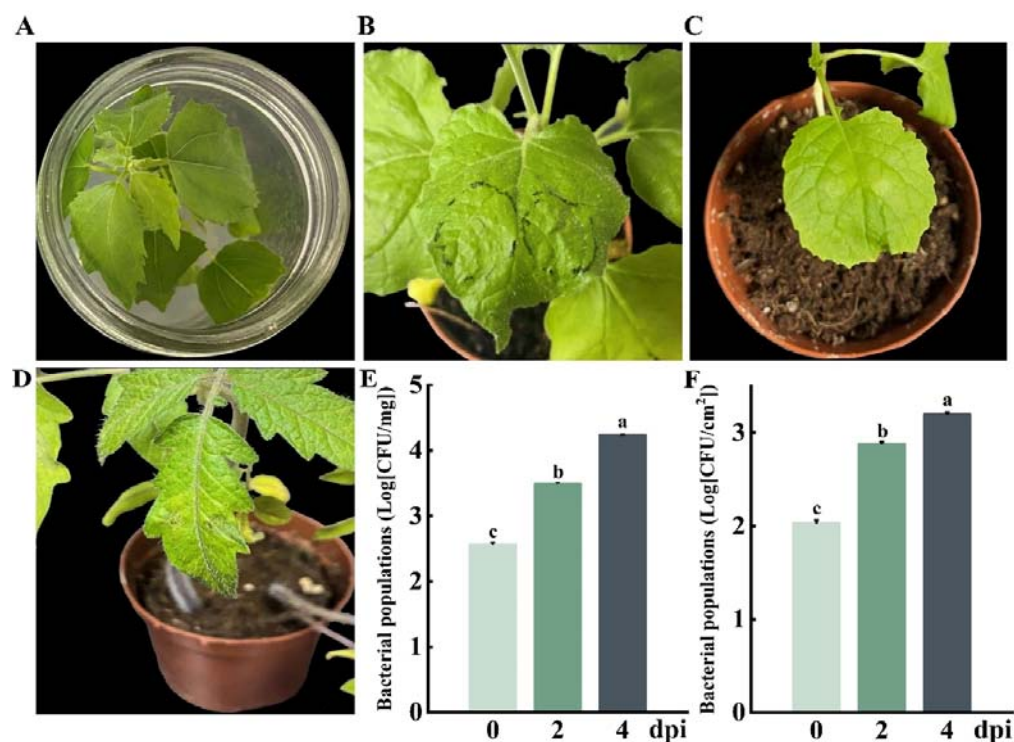 A
B
C
D
E
Bacterial populations (Log[CFU/mg])
5
4
3
2
1
0
c
b
a
0 2 4 dpi
F
Bacterial populations (Log[CFU/cm²])
3
2
1
0
c
b
a
0 2 4 dpi